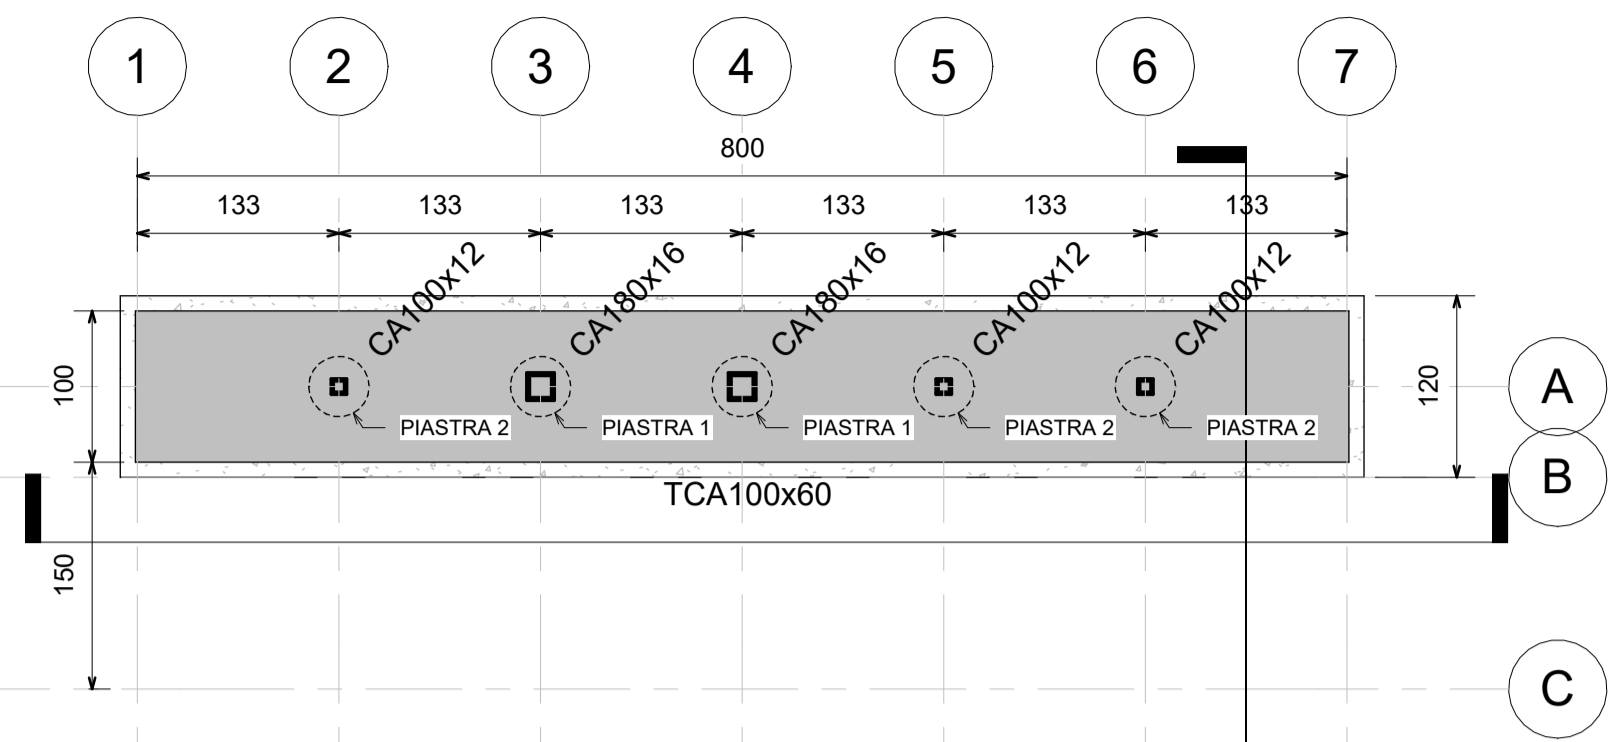 1 2 3 4 5 6 7
800
133 133 133 133 133 133
CA100x12 CA180x16 CA180x16 CA100x12 CA100x12
100
120
A
PIASTRA 2 PIASTRA 1 PIASTRA 1 PIASTRA 2 PIASTRA 2
B
TCA100x60
150
C